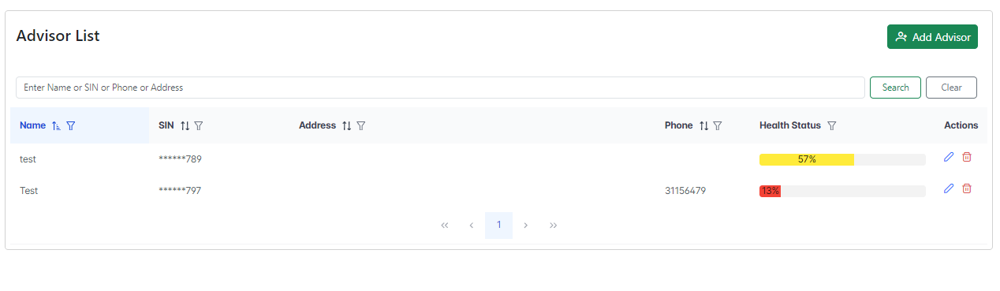 Advisor List
Add Advisor
Enter Name or SIN or Phone or Address
Search
Clear
Name SIN Address Phone Health Status Actions
test ******789 57%
Test ******797 31156479 13%
« ‹ 1 › »